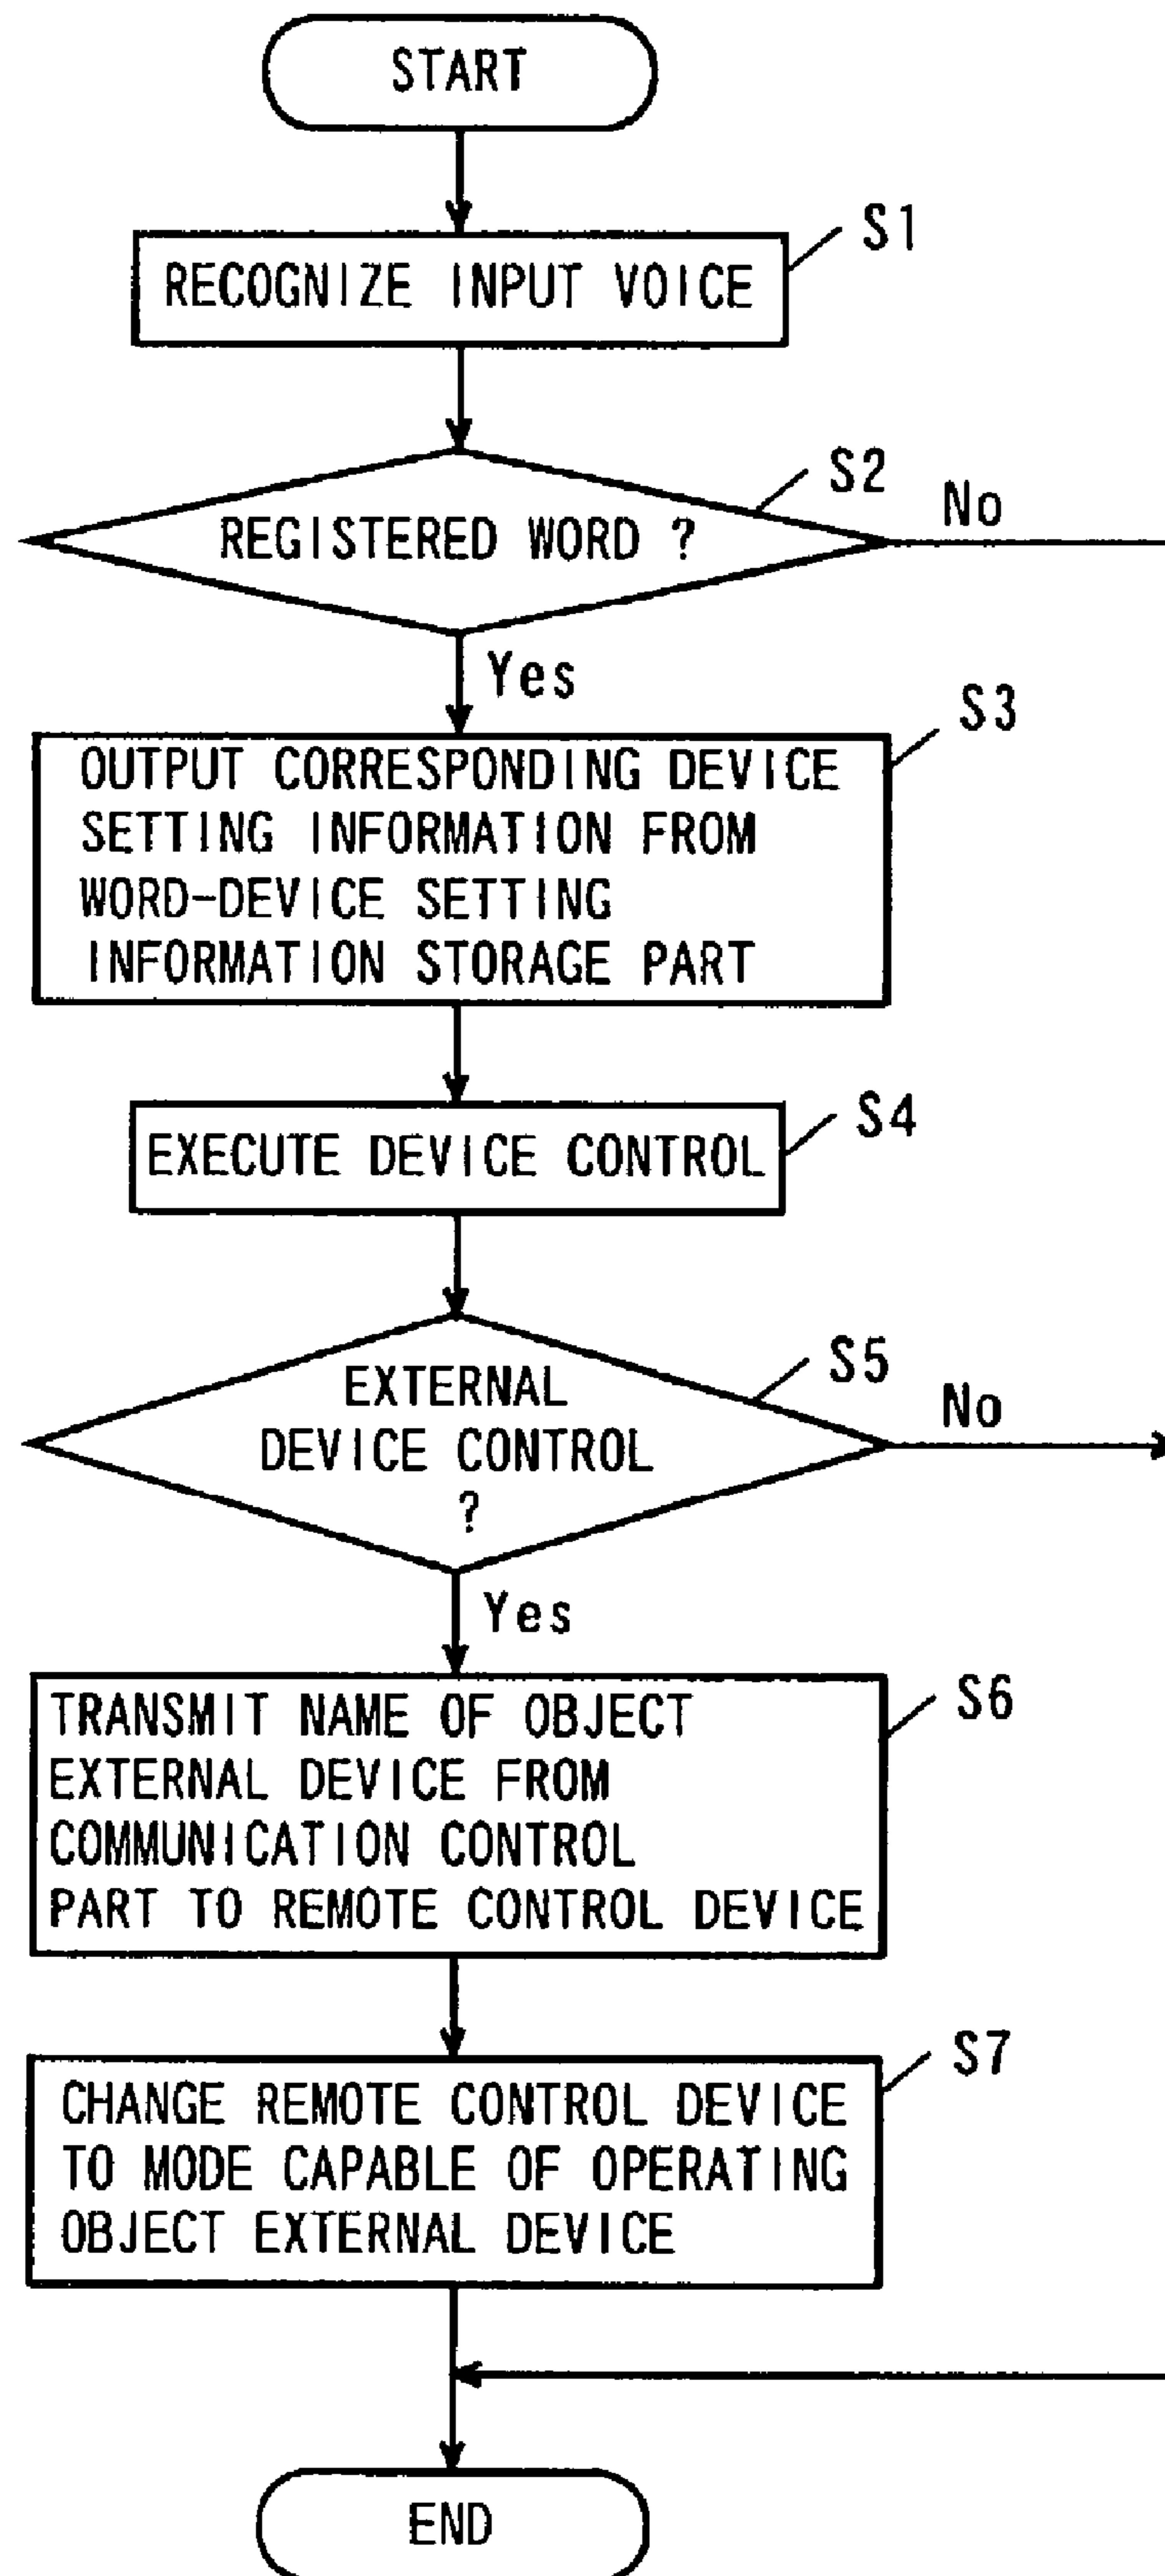 START
S1
RECOGNIZE INPUT VOICE
S2
REGISTERED WORD ?
No
Yes
S3
OUTPUT CORRESPONDING DEVICE
SETTING INFORMATION FROM
WORD-DEVICE SETTING
INFORMATION STORAGE PART
S4
EXECUTE DEVICE CONTROL
S5
EXTERNAL
DEVICE CONTROL
?
No
Yes
S6
TRANSMIT NAME OF OBJECT
EXTERNAL DEVICE FROM
COMMUNICATION CONTROL
PART TO REMOTE CONTROL DEVICE
S7
CHANGE REMOTE CONTROL DEVICE
TO MODE CAPABLE OF OPERATING
OBJECT EXTERNAL DEVICE
END